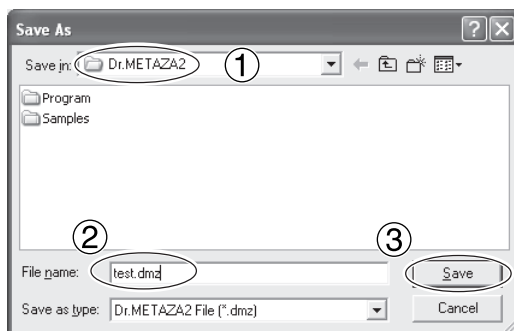 Save As
Save in: Dr.METAZA2 ①
Program
Samples
② ③
File name: test.dmz Save
Save as type: Dr.METAZA2 File (*.dmz) Cancel